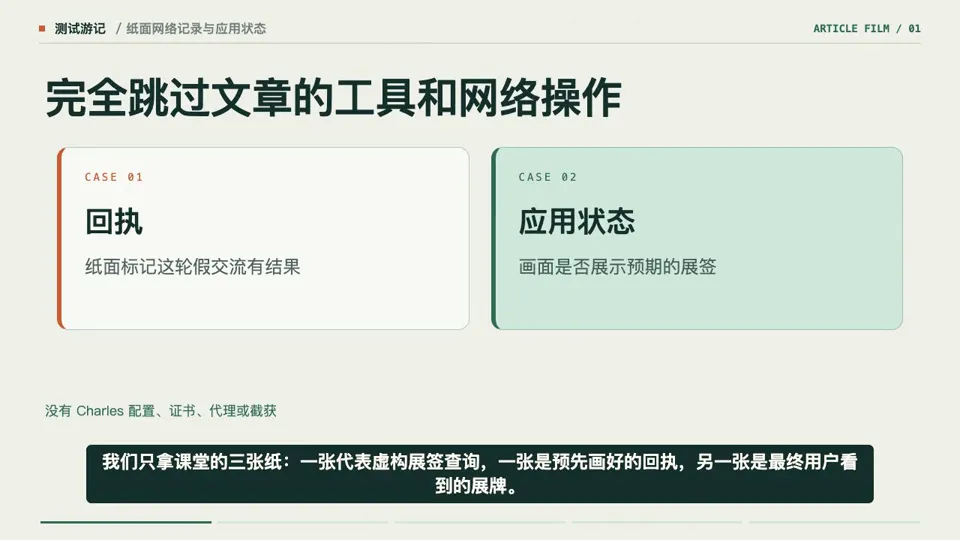 测试游记 / 纸面网络记录与应用状态
ARTICLE FILM / 01
完全跳过文章的工具和网络操作
CASE 01
回执
纸面标记这轮假交流有结果
CASE 02
应用状态
画面是否展示预期的展签
没有 Charles 配置、证书、代理或截获
我们只拿课堂的三张纸：一张代表虚构展签查询，一张是预先画好的回执，另一张是最终用户看
到的展牌。